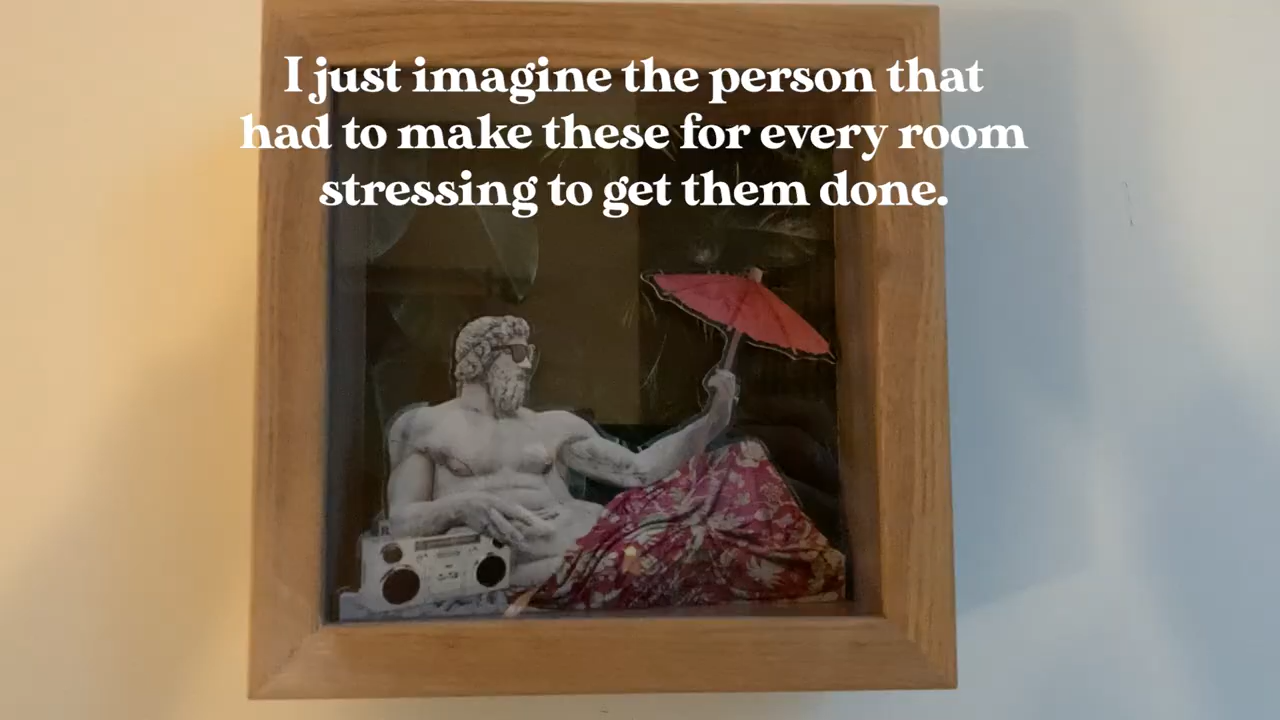 I just imagine the person that
had to make these for every room
stressing to get them done.